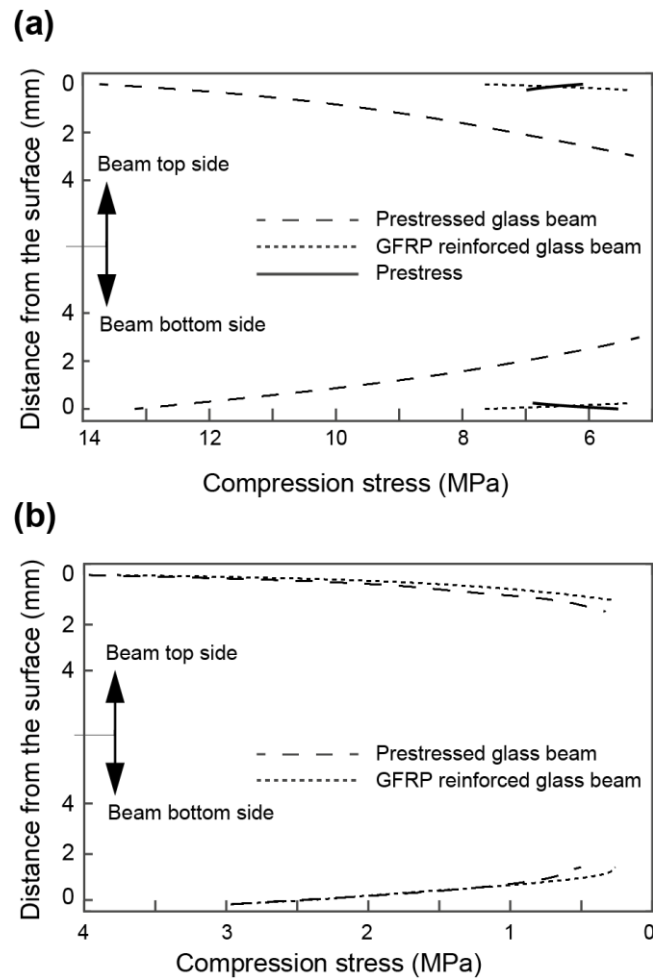 (a)
0
2
4
Beam top side
Prestressed glass beam
GFRP reinforced glass beam
Prestress
4
Beam bottom side
2
0
Distance from the surface (mm)
14 12 10 8 6
Compression stress (MPa)
(b)
0
2
4
Beam top side
Prestressed glass beam
GFRP reinforced glass beam
4
Beam bottom side
2
0
Distance from the surface (mm)
4 3 2 1 0
Compression stress (MPa)